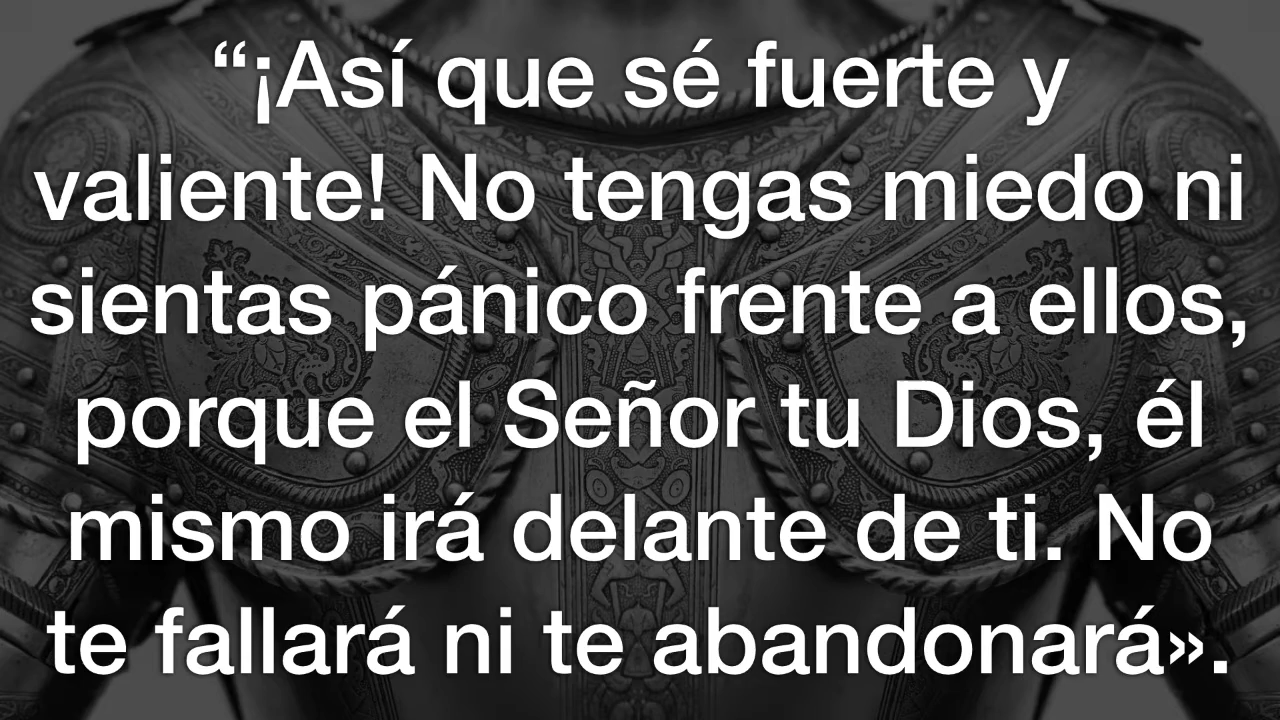 “¡Así que sé fuerte y
valiente! No tengas miedo ni
sientas pánico frente a ellos,
porque el Señor tu Dios, él
mismo irá delante de ti. No
te fallará ni te abandonará».